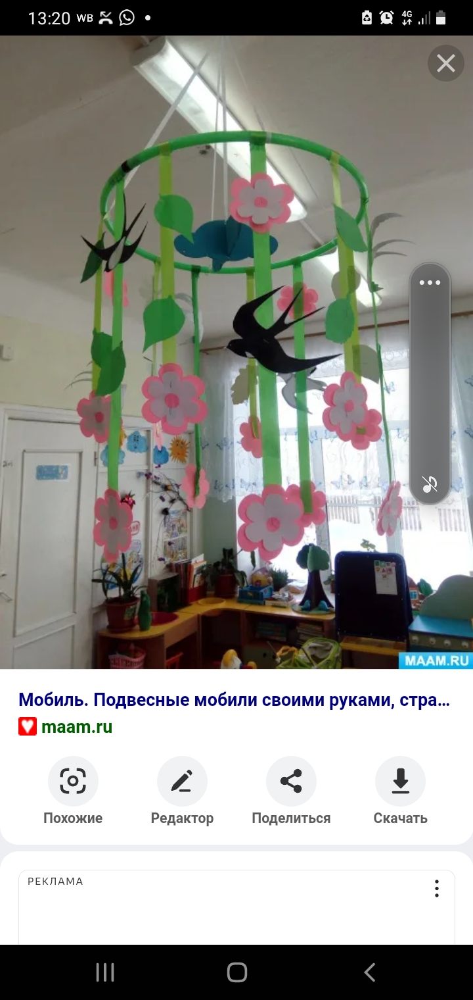 13:20 WB 4G
MAAM.RU
Мобиль. Подвесные мобили своими руками, стра...
maam.ru
Похожие Редактор Поделиться Скачать
РЕКЛАМА